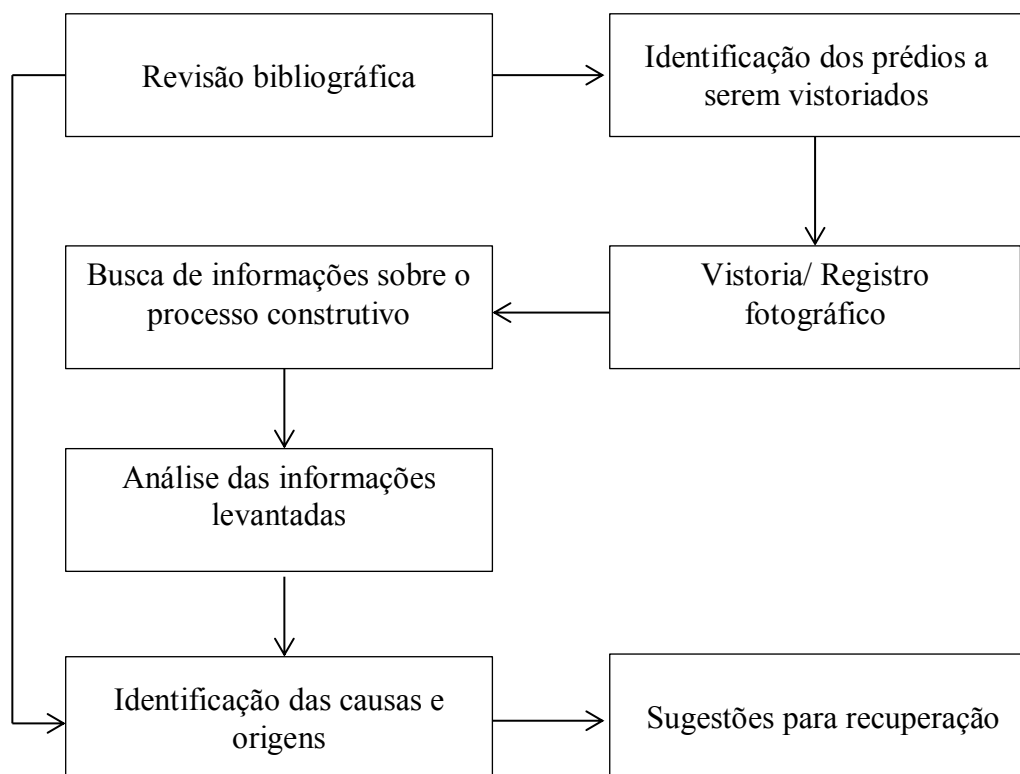 Revisão bibliográfica
Identificação dos prédios a
serem vistoriados
Busca de informações sobre o
processo construtivo
Vistoria/ Registro
fotográfico
Análise das informações
levantadas
Identificação das causas e
origens
Sugestões para recuperação